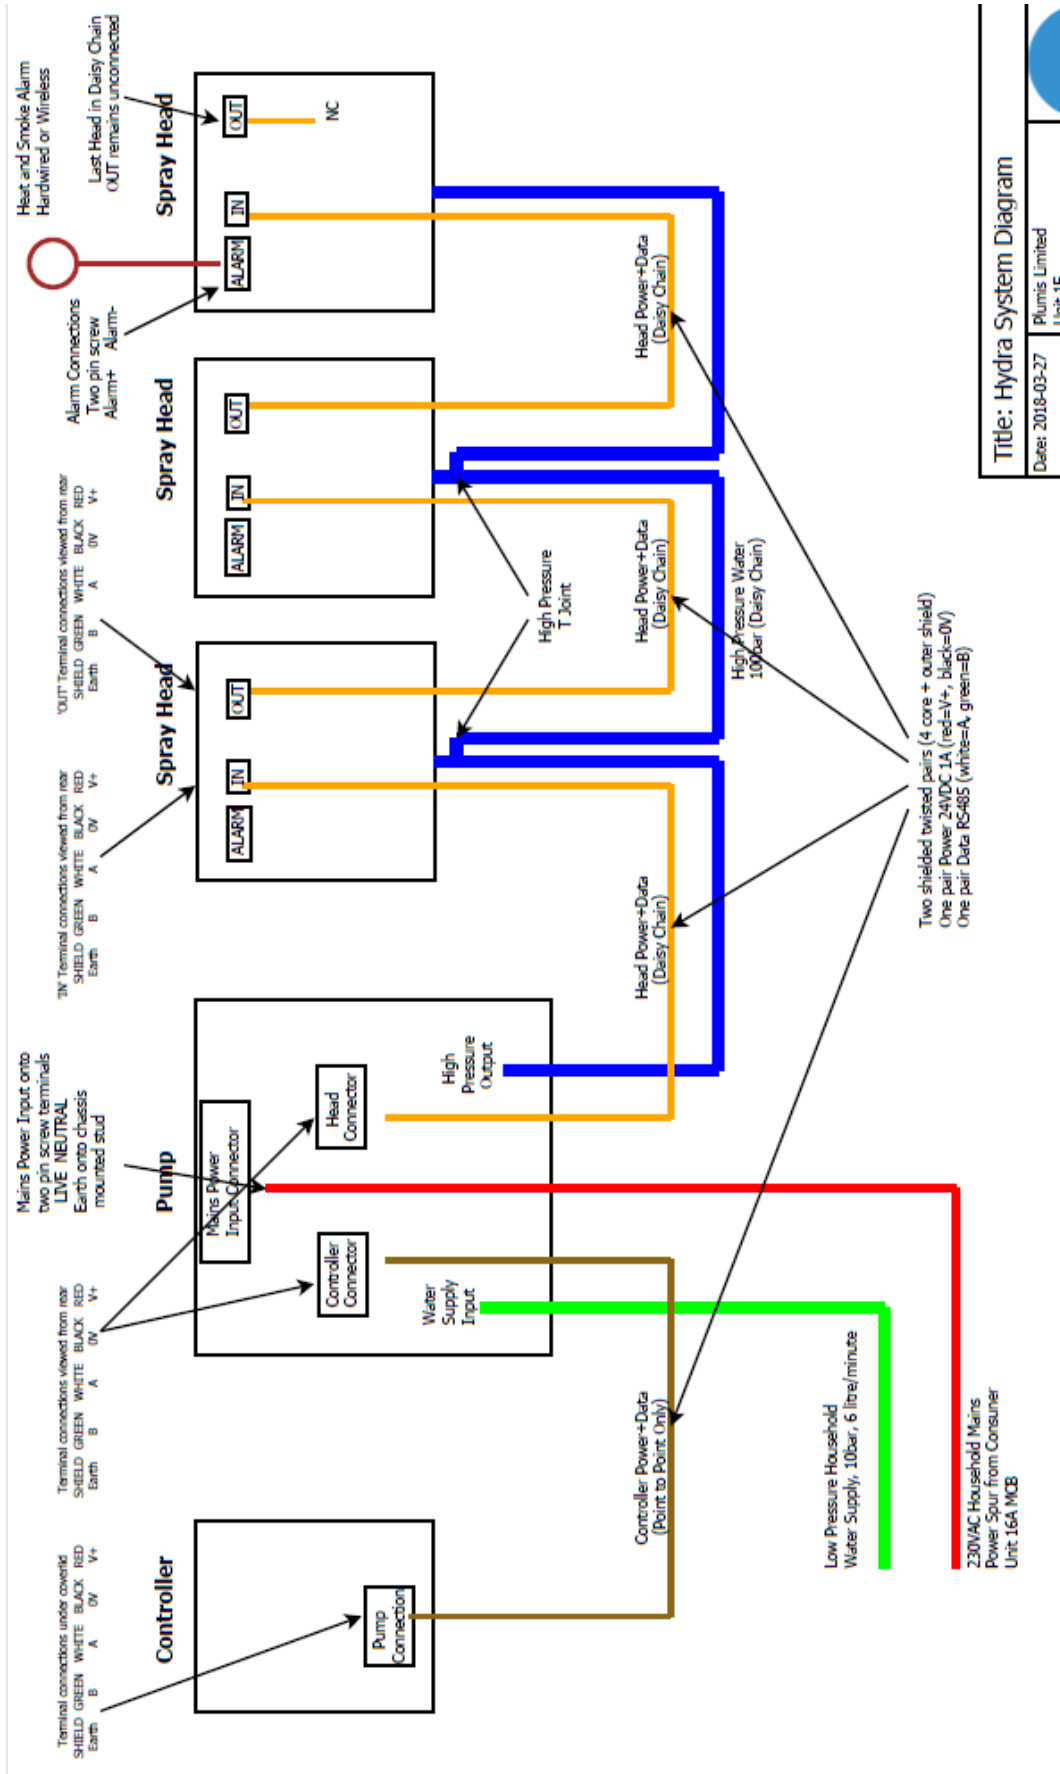 Terminal connections under coverlid
SHIELD GREEN WHITE BLACK RED
Earth B A 0V V+
Controller
Pump
Connection
Terminal connections viewed from rear
SHIELD GREEN WHITE BLACK RED
Earth B A 0V V+
Mains Power Input onto
two pin screw terminals
LIVE NEUTRAL
Earth onto chassis
mounted stud
Pump
Mains Power
Input Connector
Controller
Connector
Head
Connector
Water
Supply
Input
High
Pressure
Output
'IN' Terminal connections viewed from rear
SHIELD GREEN WHITE BLACK RED
Earth B A 0V V+
'OUT' Terminal connections viewed from rear
SHIELD GREEN WHITE BLACK RED
Earth B A 0V V+
Spray Head
ALARM
IN
OUT
Spray Head
ALARM
IN
OUT
Alarm Connections
Two pin screw
Alarm+ Alarm-
Heat and Smoke Alarm
Hardwired or Wireless
Last Head in Daisy Chain
OUT remains unconnected
Spray Head
ALARM
IN
OUT
NC
High Pressure
T Joint
Controller Power+Data
(Point to Point Only)
Head Power+Data
(Daisy Chain)
Head Power+Data
(Daisy Chain)
Head Power+Data
(Daisy Chain)
High Pressure Water
100bar (Daisy Chain)
Low Pressure Household
Water Supply, 10bar, 6 litre/minute
230VAC Household Mains
Power Spur from Consuner
Unit 16A MCB
Two shielded twisted pairs (4 core + outer shield)
One pair Power 24VDC 1A (red=V+, black=0V)
One pair Data RS485 (white=A, green=B)
Title: Hydra System Diagram
Date: 2018-03-27
Plumis Limited